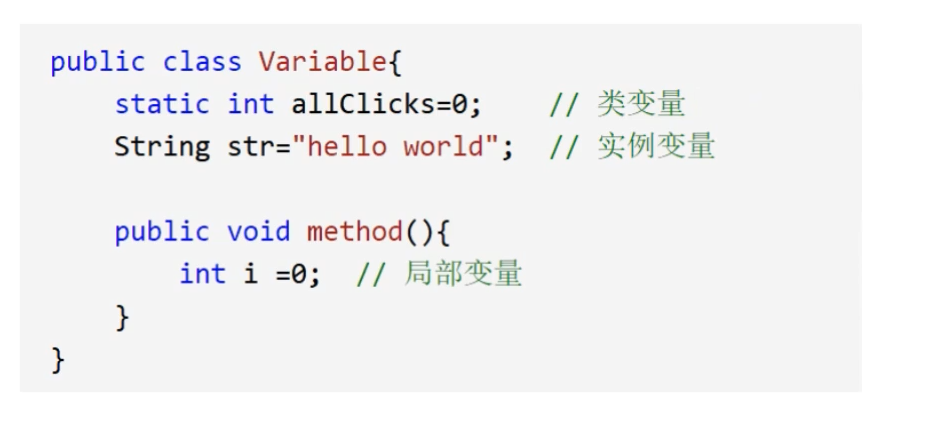 public class Variable{
    static int allClicks=0;    // 类变量
    String str="hello world";  // 实例变量
    public void method(){
        int i =0;  // 局部变量
    }
}